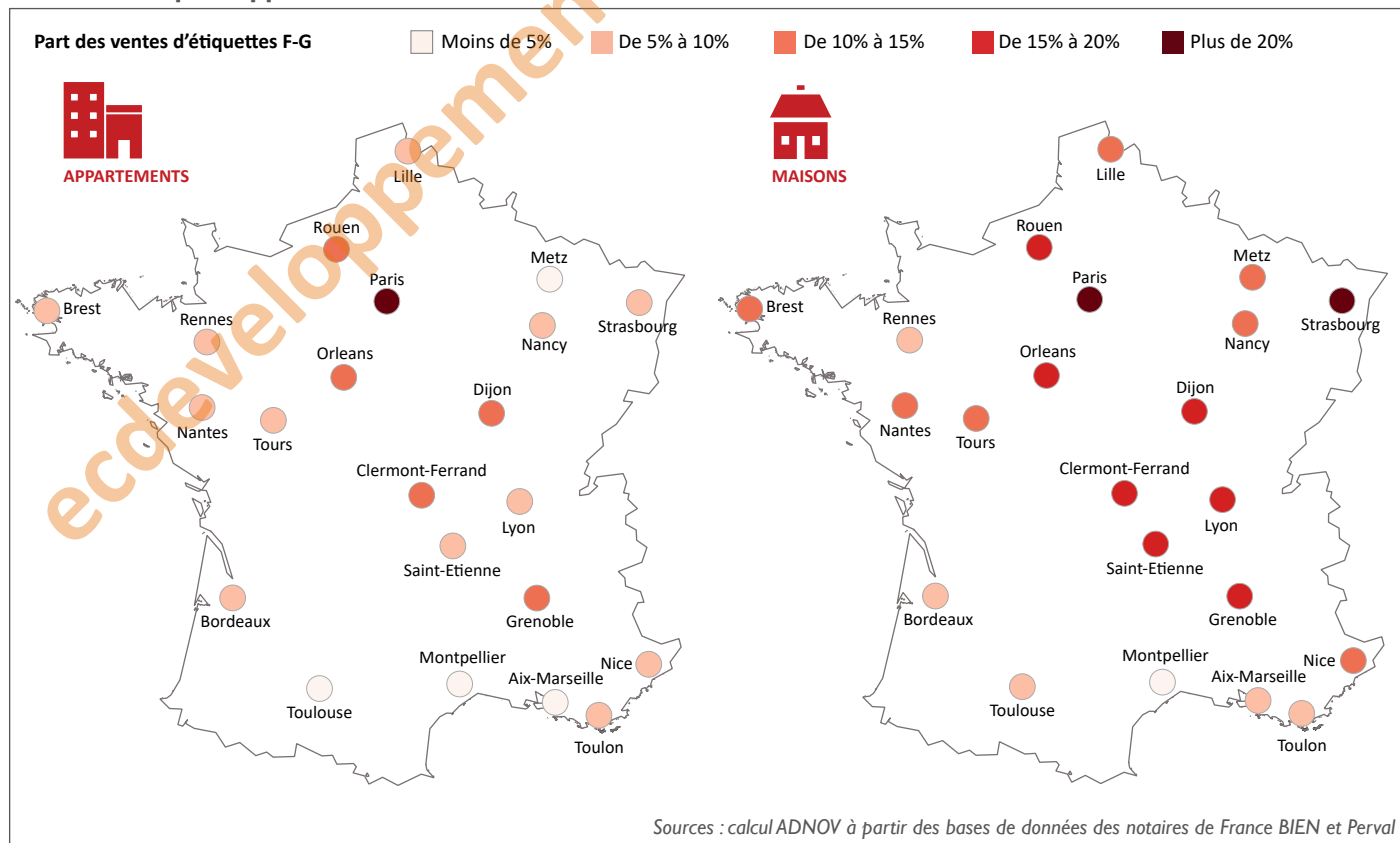 Part des ventes d'étiquettes F-G
Moins de 5%
De 5% à 10%
De 10% à 15%
De 15% à 20%
Plus de 20%
APPARTEMENTS
Lille
Rouen
Paris
Metz
Brest
Rennes
Strasbourg
Nancy
Orleans
Dijon
Nantes
Tours
Clermont-Ferrand
Lyon
Saint-Etienne
Bordeaux
Grenoble
Montpellier
Nice
Aix-Marseille
Toulouse
Toulon
MAISONS
Lille
Rouen
Metz
Paris
Brest
Rennes
Strasbourg
Nancy
Orleans
Dijon
Nantes
Tours
Clermont-Ferrand
Lyon
Saint-Etienne
Bordeaux
Grenoble
Montpellier
Nice
Aix-Marseille
Toulouse
Toulon
ecdeveloppemen
Sources : calcul ADNOV à partir des bases de données des notaires de France BIEN et Perval